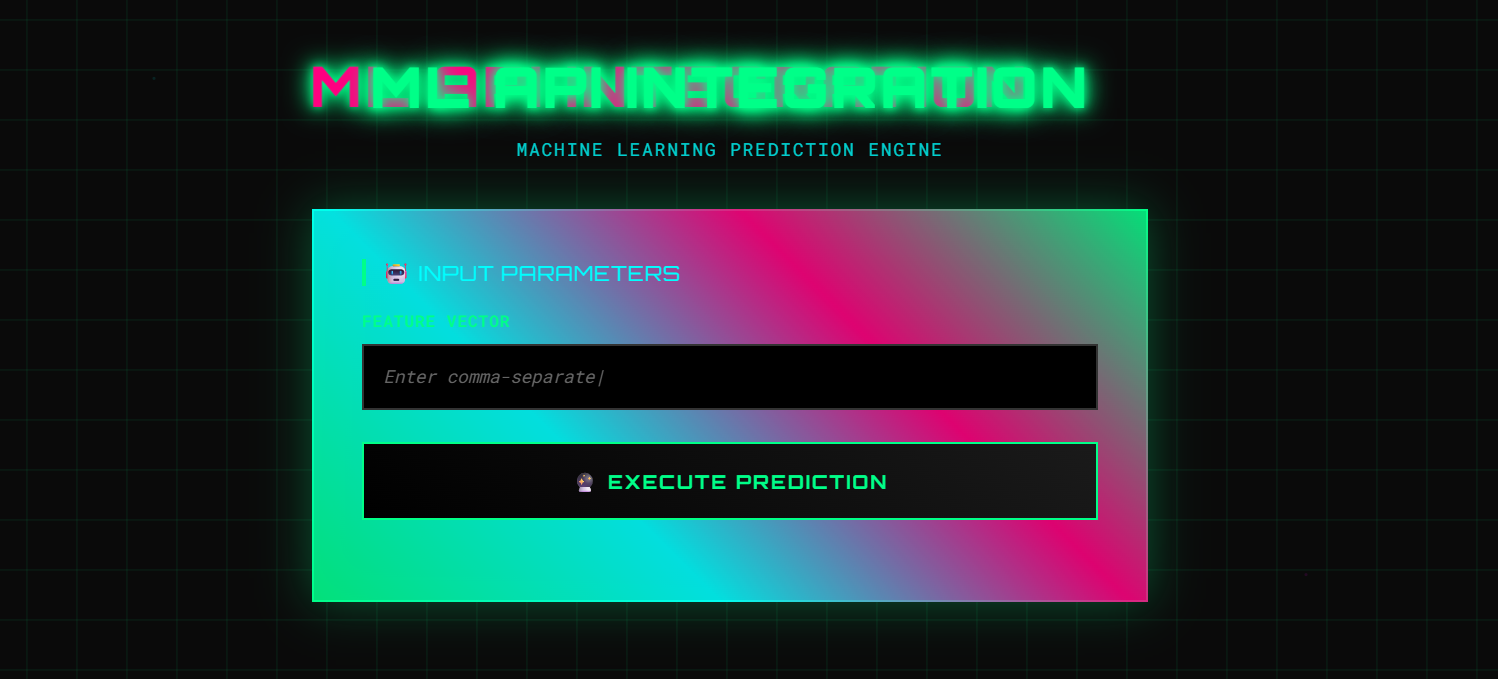 ML API INTEGRATION
MACHINE LEARNING PREDICTION ENGINE
INPUT PARAMETERS
FEATURE VECTOR
Enter comma-separate|
EXECUTE PREDICTION